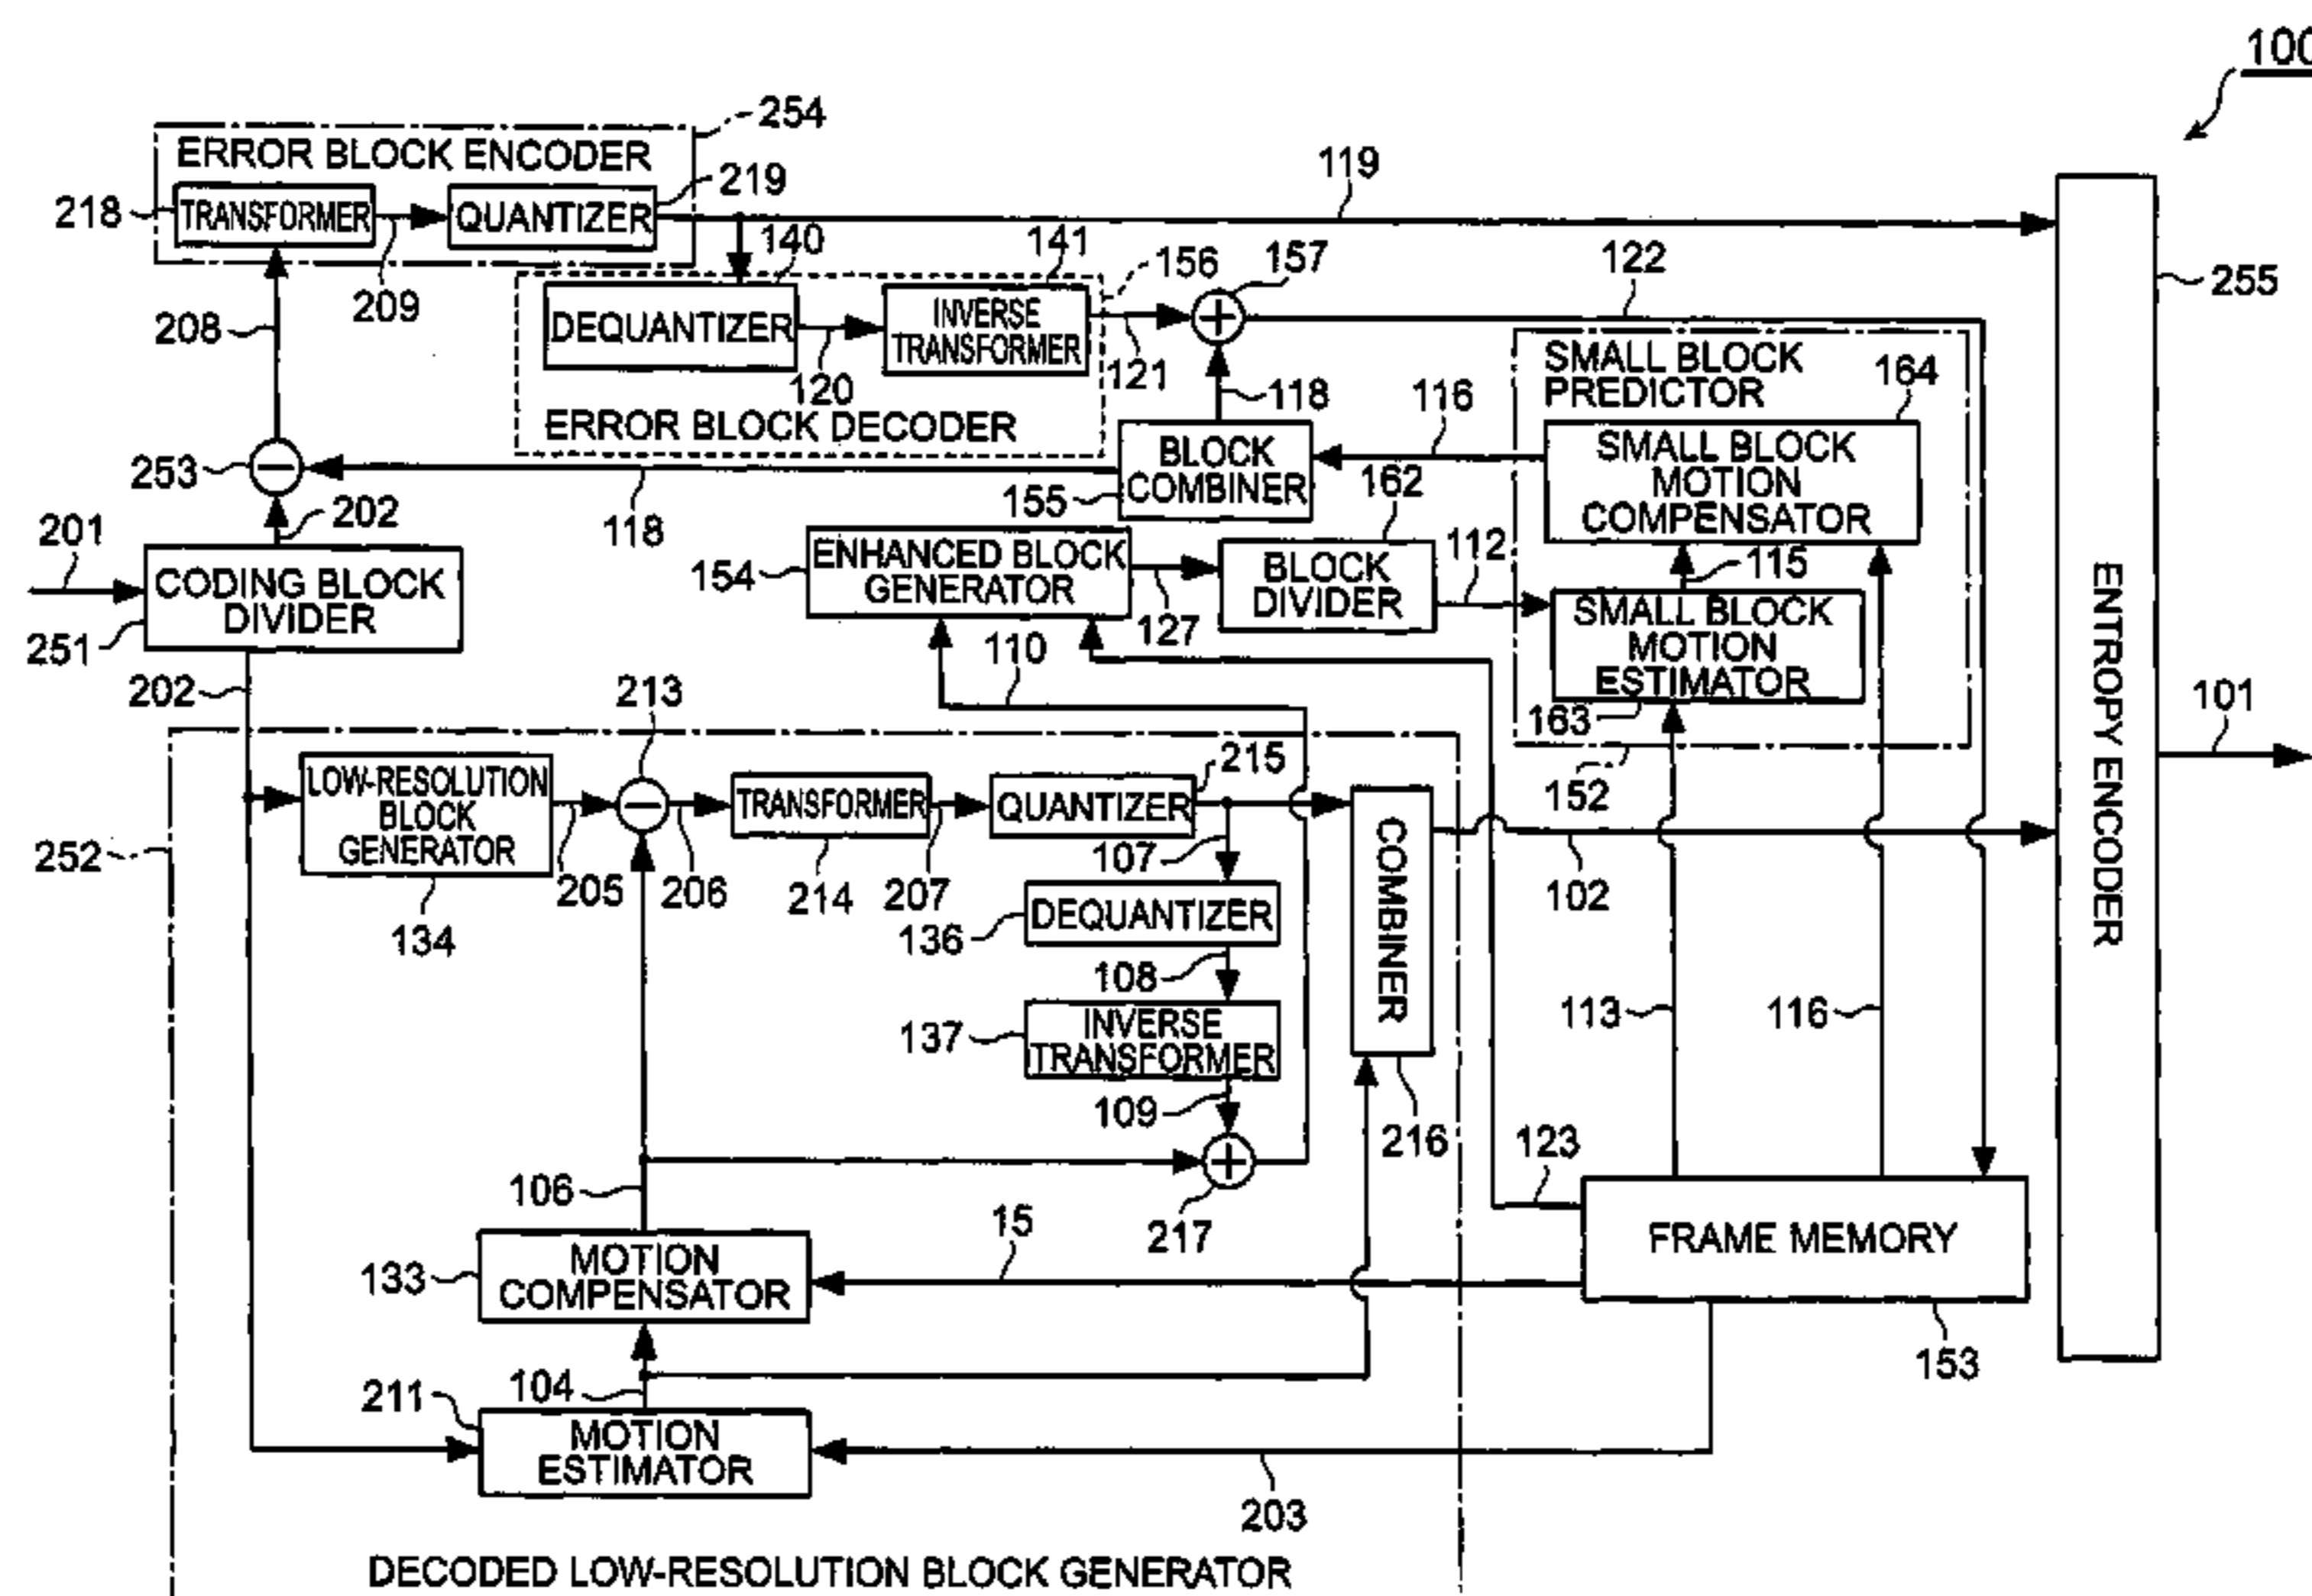 100
254
ERROR BLOCK ENCODER
119
218
TRANSFORMER
QUANTIZER
219
140
141
156
157
122
255
208
209
DEQUANTIZER
INVERSE
TRANSFORMER
120
121
SMALL BLOCK
PREDICTOR
164
ERROR BLOCK DECODER
118
116
253
BLOCK
COMBINER
155
162
SMALL BLOCK
MOTION
COMPENSATOR
202
118
201
CODING BLOCK
DIVIDER
251
154
ENHANCED BLOCK
GENERATOR
127
BLOCK
DIVIDER
112
115
SMALL BLOCK
MOTION
ESTIMATOR
163
ENTROPY ENCODER
110
202
213
215
152
101
LOW-RESOLUTION
BLOCK
GENERATOR
TRANSFORMER
QUANTIZER
COMBINER
252
205
206
214
207
107
102
134
136
DEQUANTIZER
108
137
INVERSE
TRANSFORMER
113
116
109
216
123
106
217
15
FRAME MEMORY
133
MOTION
COMPENSATOR
153
104
211
MOTION
ESTIMATOR
203
DECODED LOW-RESOLUTION BLOCK GENERATOR